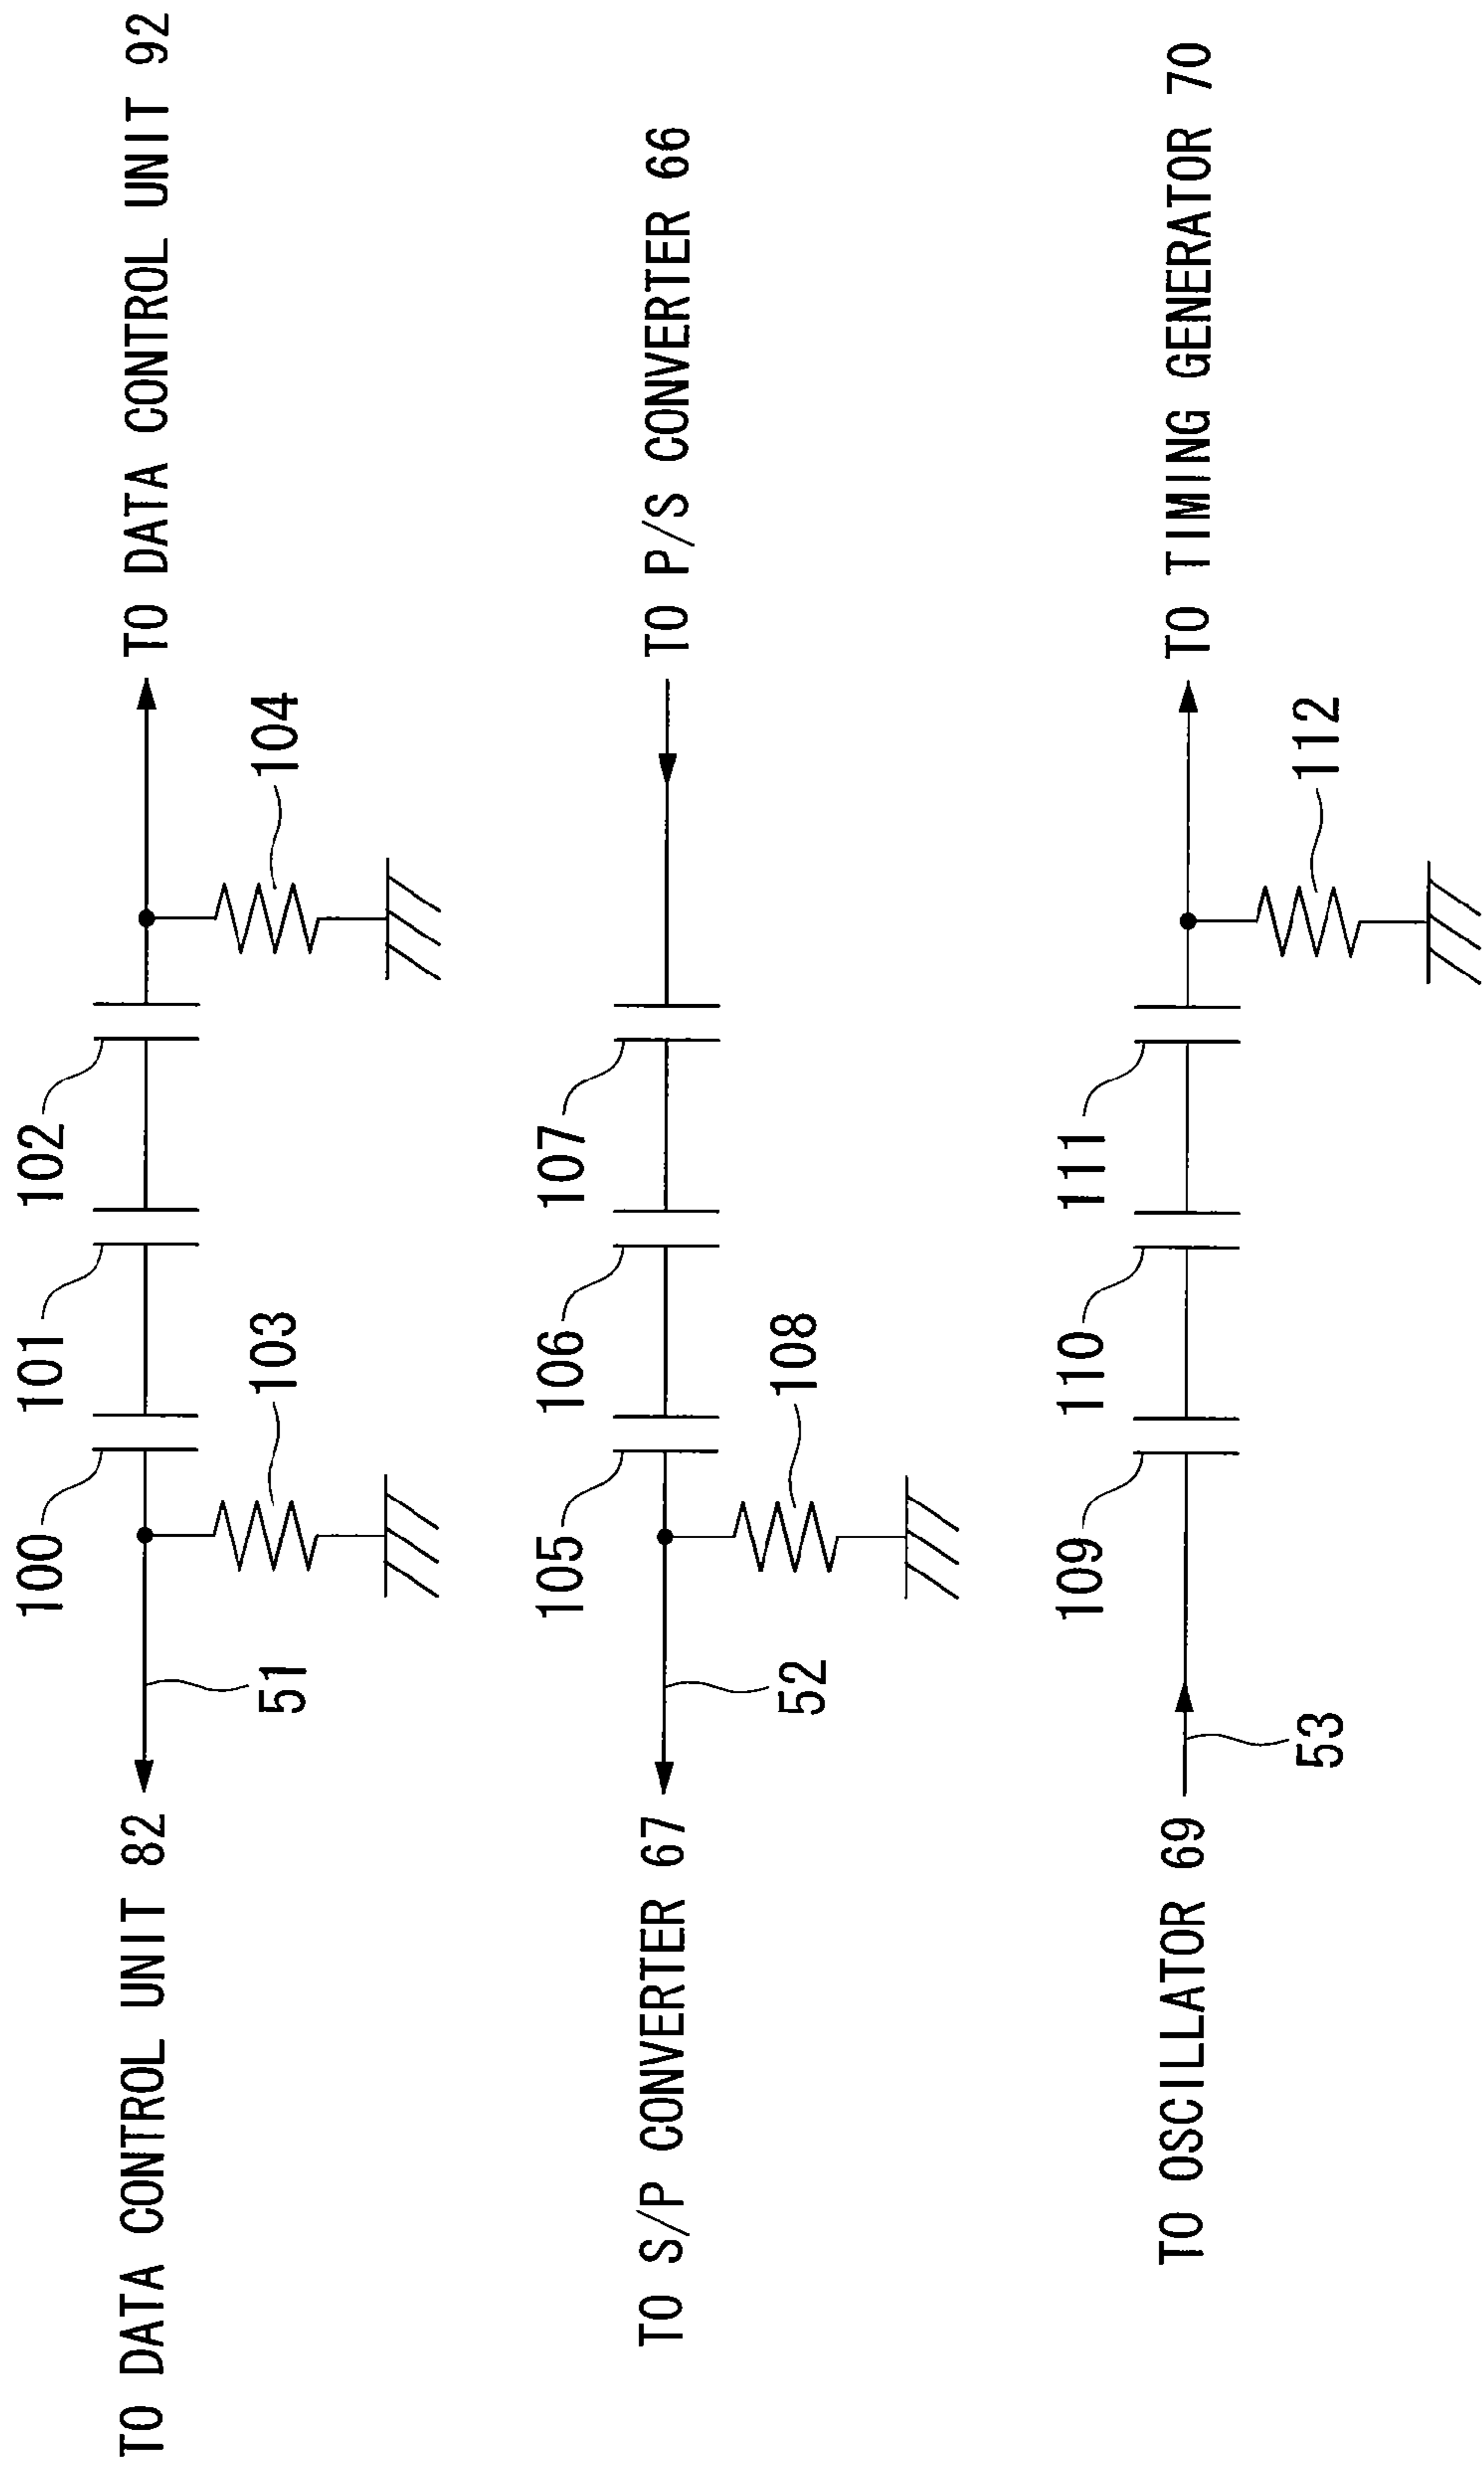 100
101
102
TO DATA CONTROL UNIT 82
TO DATA CONTROL UNIT 92
51
103
104
105
106
107
TO S/P CONVERTER 67
TO P/S CONVERTER 66
52
108
109
110
111
TO OSCILLATOR 69
TO TIMING GENERATOR 70
53
112